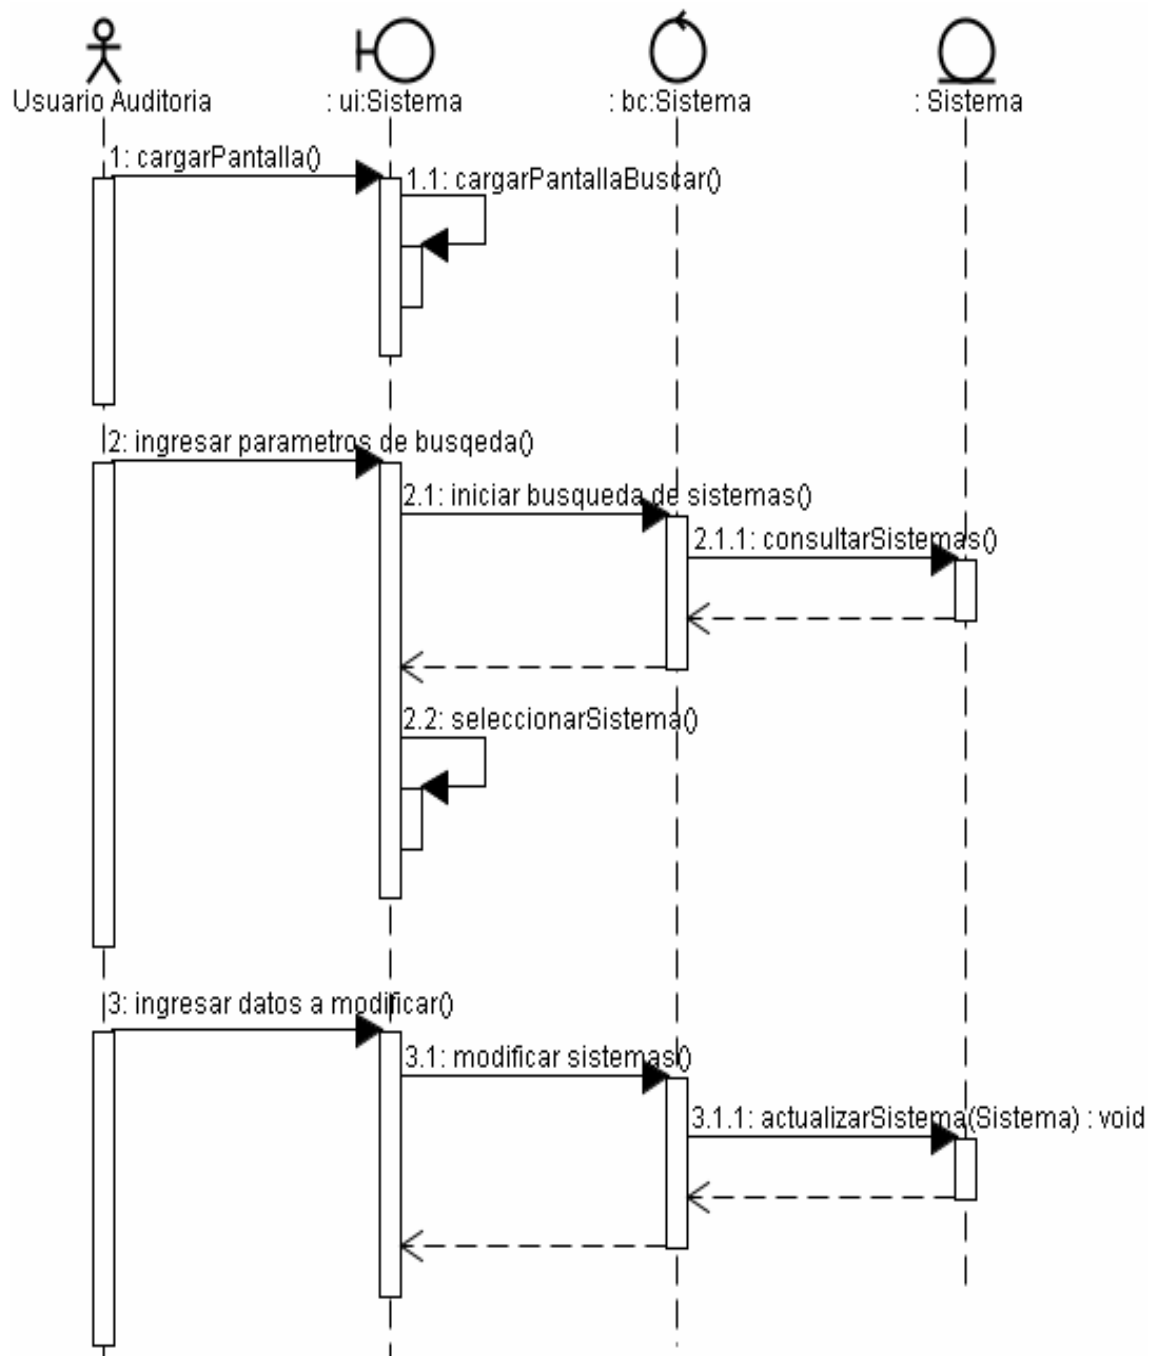 Usuario Auditoria
: ui:Sistema
: bc:Sistema
: Sistema
1: cargarPantalla()
1.1: cargarPantallaBuscar()
2: ingresar parametros de busqeda()
2.1: iniciar busqueda de sistemas()
2.1.1: consultarSistemas()
2.2: seleccionarSistema()
3: ingresar datos a modificar()
3.1: modificar sistemas()
3.1.1: actualizarSistema(Sistema) : void